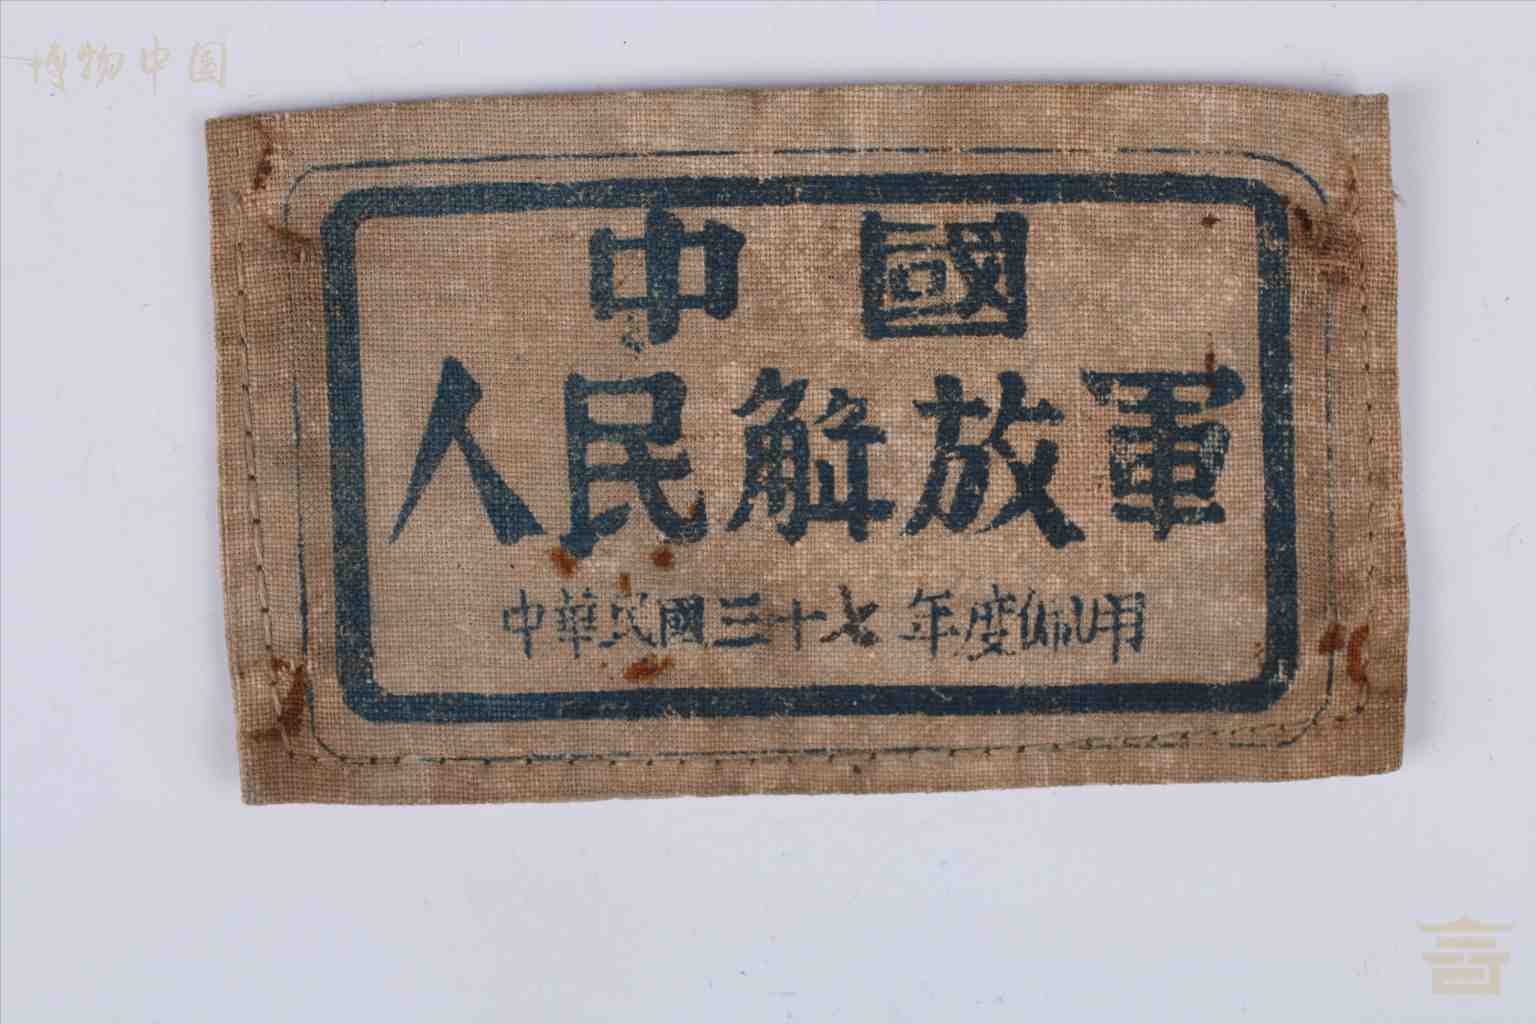 博物中国
中國
人民解放軍
中華民國三十七年度佩用